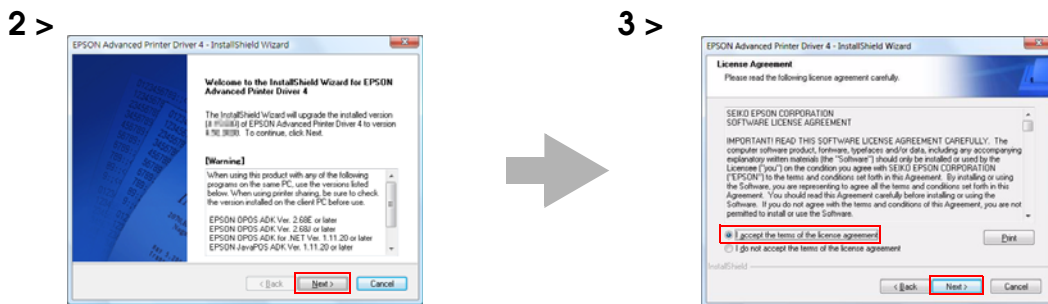 2 >
EPSON Advanced Printer Driver 4 - InstallShield Wizard
Welcome to the InstallShield Wizard for EPSON
Advanced Printer Driver 4
The InstallShield Wizard will upgrade the installed version
of EPSON Advanced Printer Driver 4 to version
To continue, click Next.
[Warning]
When using this product with any of the following
programs on the same PC, use the versions listed
below. When using printer sharing, be sure to check
the version installed on the client PC before use.
EPSON OPOS ADK Ver. 2.68E or later
EPSON OPOS ADK Ver. 2.68J or later
EPSON OPOS ADK for .NET Ver. 1.11.20 or later
EPSON JavaPOS ADK Ver. 1.11.20 or later
< Back
Next >
Cancel
3 >
EPSON Advanced Printer Driver 4 - InstallShield Wizard
License Agreement
Please read the following license agreement carefully.
SEIKO EPSON CORPORATION
SOFTWARE LICENSE AGREEMENT
IMPORTANT! READ THIS SOFTWARE LICENSE AGREEMENT CAREFULLY. The
computer software product, fontware, typefaces and/or data, including any accompanying
explanatory written materials (the "Software") should only be installed or used by the
Licensee ("you") on the condition you agree with SEIKO EPSON CORPORATION
("EPSON") to the terms and conditions set forth in this Agreement. By installing or using
the Software, you are representing to agree all the terms and conditions set forth in this
Agreement. You should read this Agreement carefully before installing or using the
Software. If you do not agree with the terms and conditions of this Agreement, you are not
permitted to install or use the Software.
I accept the terms of the license agreement
I do not accept the terms of the license agreement
Print
InstallShield
< Back
Next >
Cancel